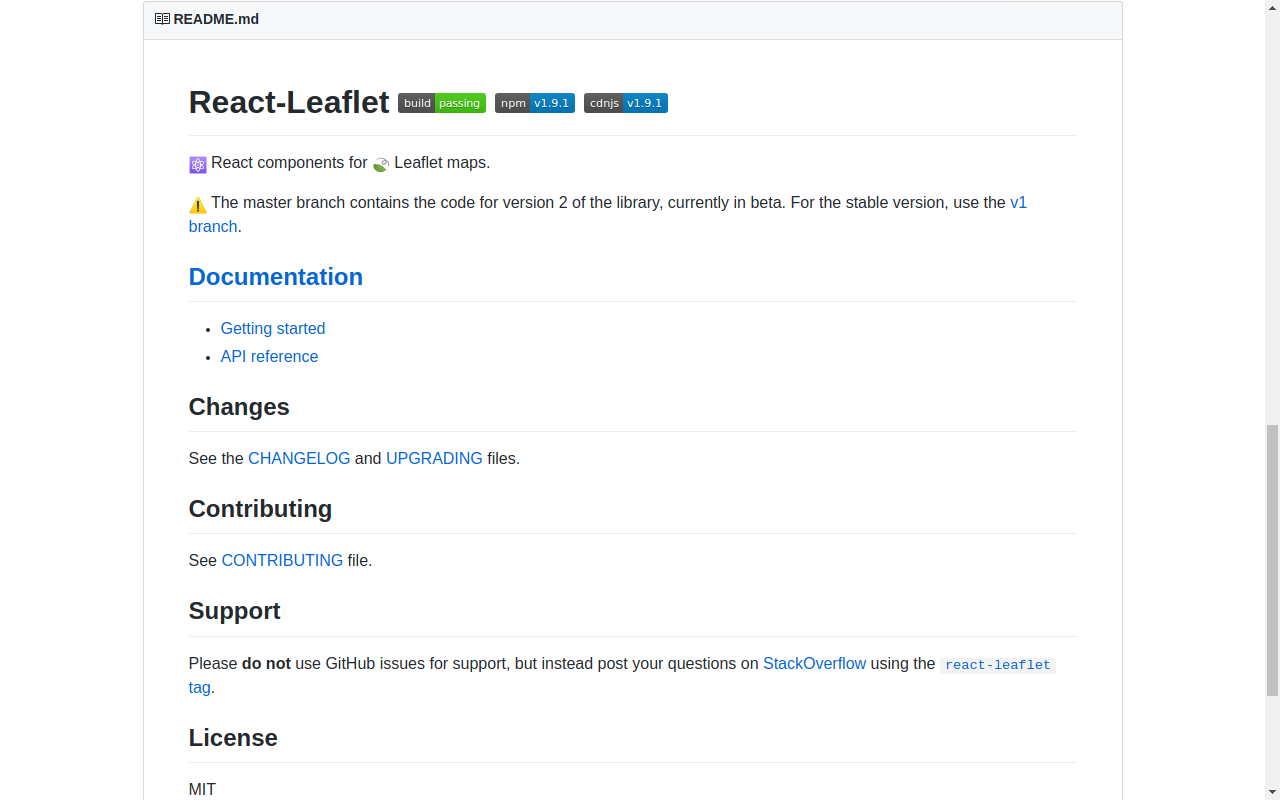 README.md
React-Leaflet build passing npm v1.9.1 cdnjs v1.9.1
React components for Leaflet maps.
The master branch contains the code for version 2 of the library, currently in beta. For the stable version, use the v1
branch.
Documentation
• Getting started
• API reference
Changes
See the CHANGELOG and UPGRADING files.
Contributing
See CONTRIBUTING file.
Support
Please do not use GitHub issues for support, but instead post your questions on StackOverflow using the react-leaflet
tag.
License
MIT